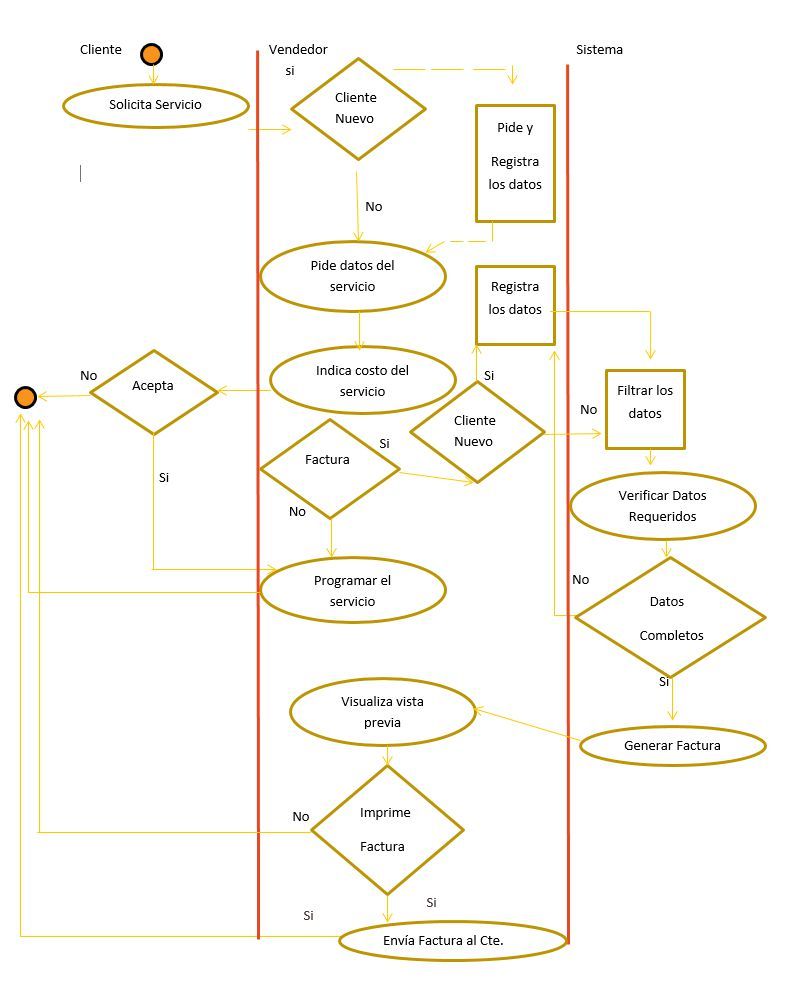 Cliente
Vendedor
Sistema
si
Solicita Servicio
Cliente
Nuevo
Pide y
Registra
los datos
No
Pide datos del
servicio
Registra
los datos
Indica costo del
servicio
Si
No
Acepta
Filtrar los
datos
Cliente
Nuevo
No
Si
Factura
Si
No
Verificar Datos
Requeridos
Programar el
servicio
No
Datos
Completos
Si
Visualiza vista
previa
Generar Factura
No
Imprime
Factura
Si
Si
Envía Factura al Cte.